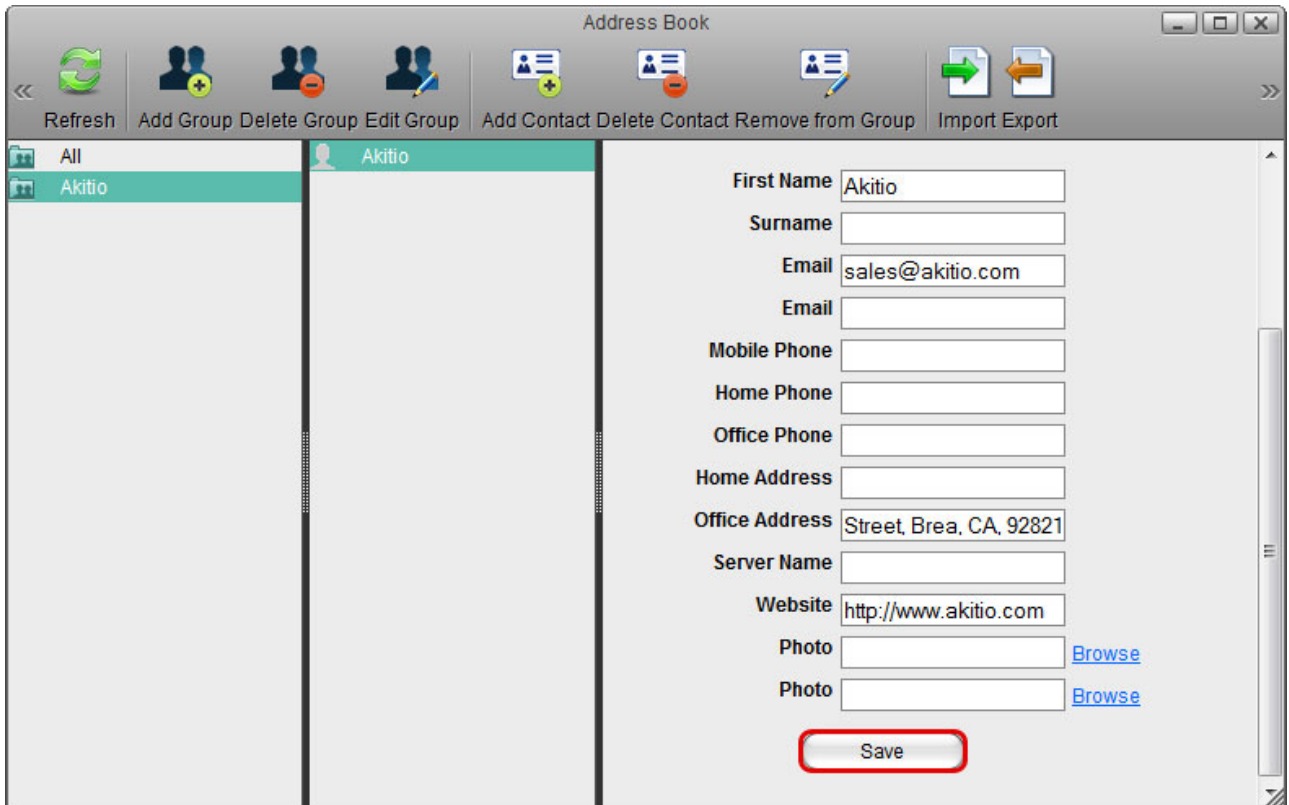 Address Book
Refresh Add Group Delete Group Edit Group Add Contact Delete Contact Remove from Group Import Export
All
Akitio
Akitio
First Name Akitio
Surname
Email sales@akitio.com
Email
Mobile Phone
Home Phone
Office Phone
Home Address
Office Address Street, Brea, CA, 92821
Server Name
Website http://www.akitio.com
Photo Browse
Photo Browse
Save